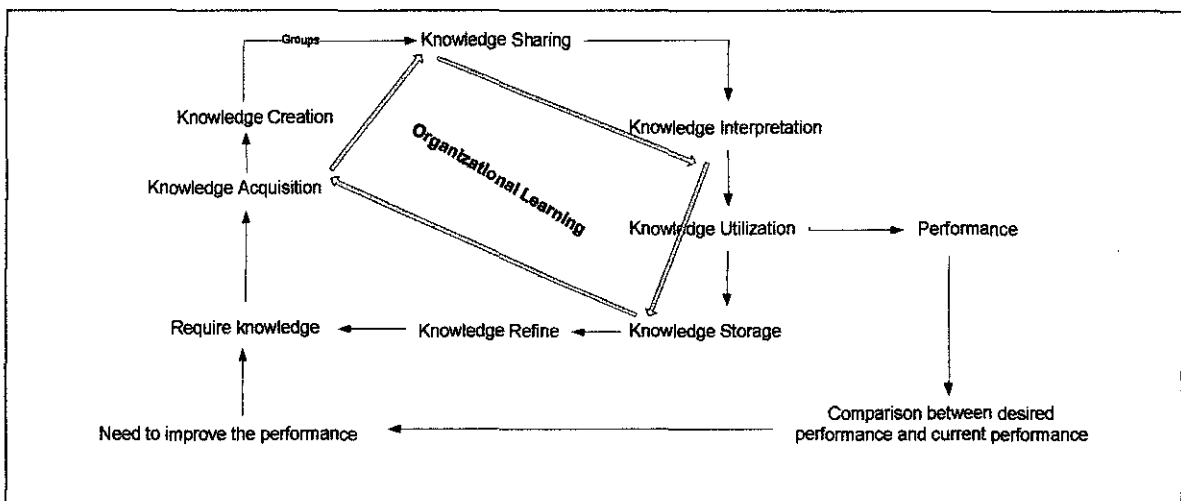 Groups
Knowledge Sharing
Knowledge Creation
Knowledge Interpretation
Organizational Learning
Knowledge Acquisition
Knowledge Utilization
Performance
Require knowledge
Knowledge Refine
Knowledge Storage
Need to improve the performance
Comparison between desired
performance and current performance